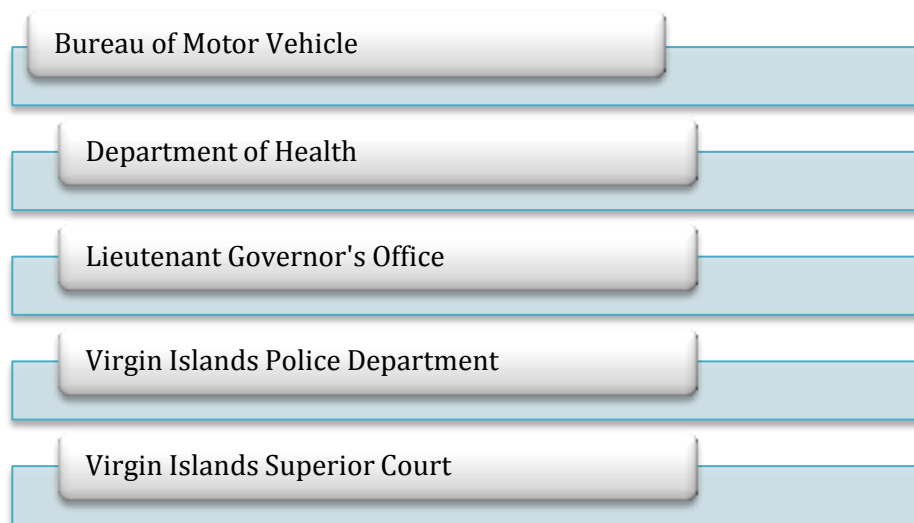 Bureau of Motor Vehicle
Department of Health
Lieutenant Governor's Office
Virgin Islands Police Department
Virgin Islands Superior Court